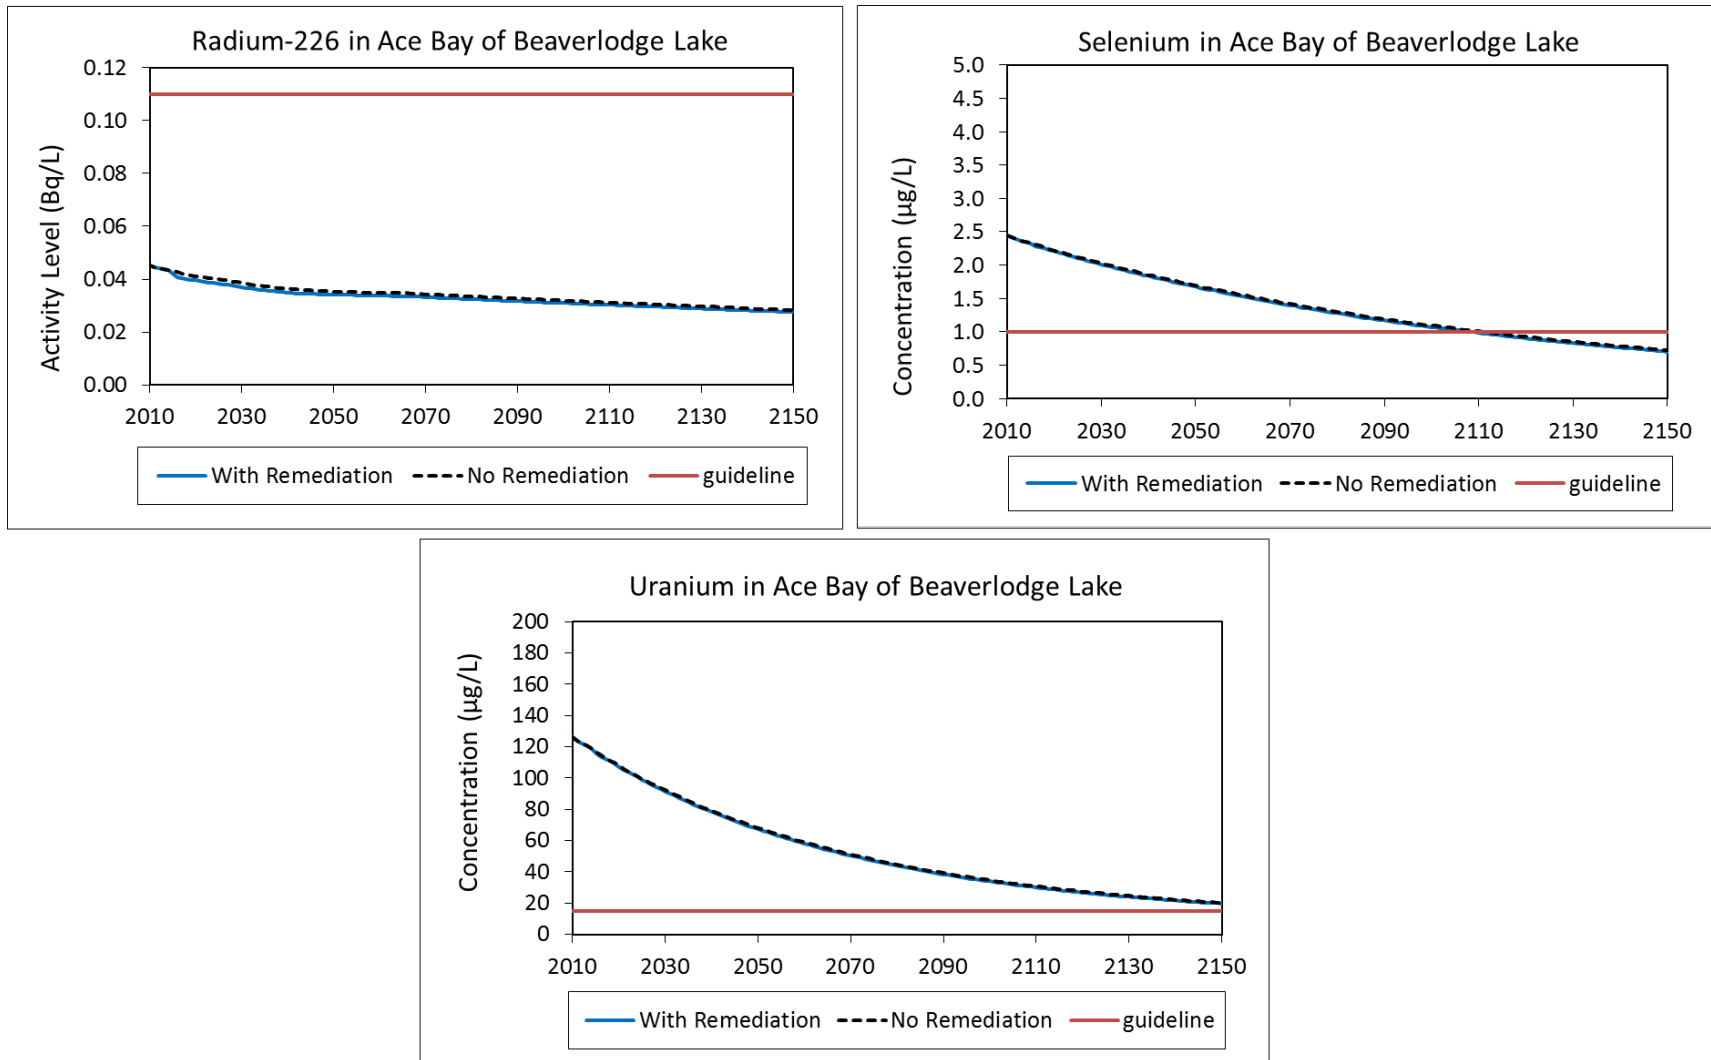 Radium-226 in Ace Bay of Beaverlodge Lake
Activity Level (Bq/L)
0.12
0.10
0.08
0.06
0.04
0.02
0.00
2010 2030 2050 2070 2090 2110 2130 2150
With Remediation No Remediation guideline
Selenium in Ace Bay of Beaverlodge Lake
Concentration (µg/L)
5.0
4.5
4.0
3.5
3.0
2.5
2.0
1.5
1.0
0.5
0.0
2010 2030 2050 2070 2090 2110 2130 2150
With Remediation No Remediation guideline
Uranium in Ace Bay of Beaverlodge Lake
Concentration (µg/L)
200
180
160
140
120
100
80
60
40
20
0
2010 2030 2050 2070 2090 2110 2130 2150
With Remediation No Remediation guideline